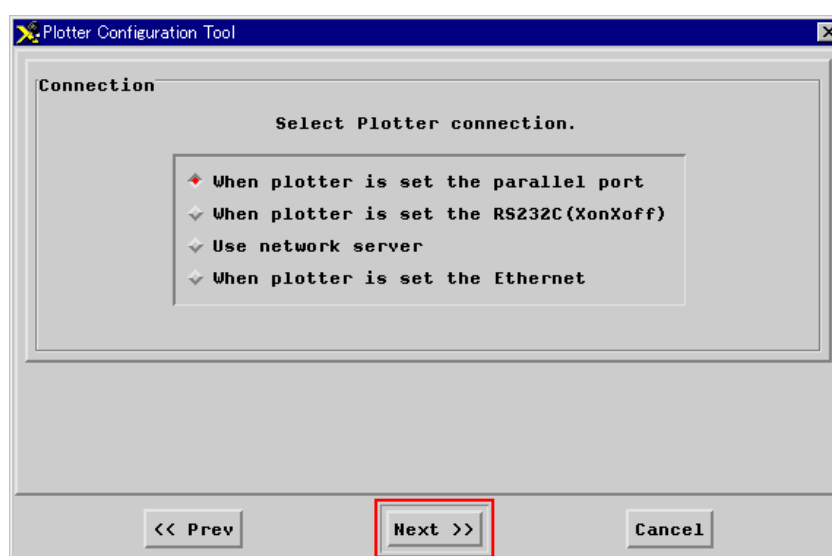 Plotter Configuration Tool
Connection
Select Plotter connection.
When plotter is set the parallel port
When plotter is set the RS232C(XonXoff)
Use network server
When plotter is set the Ethernet
<< Prev
Next >>
Cancel